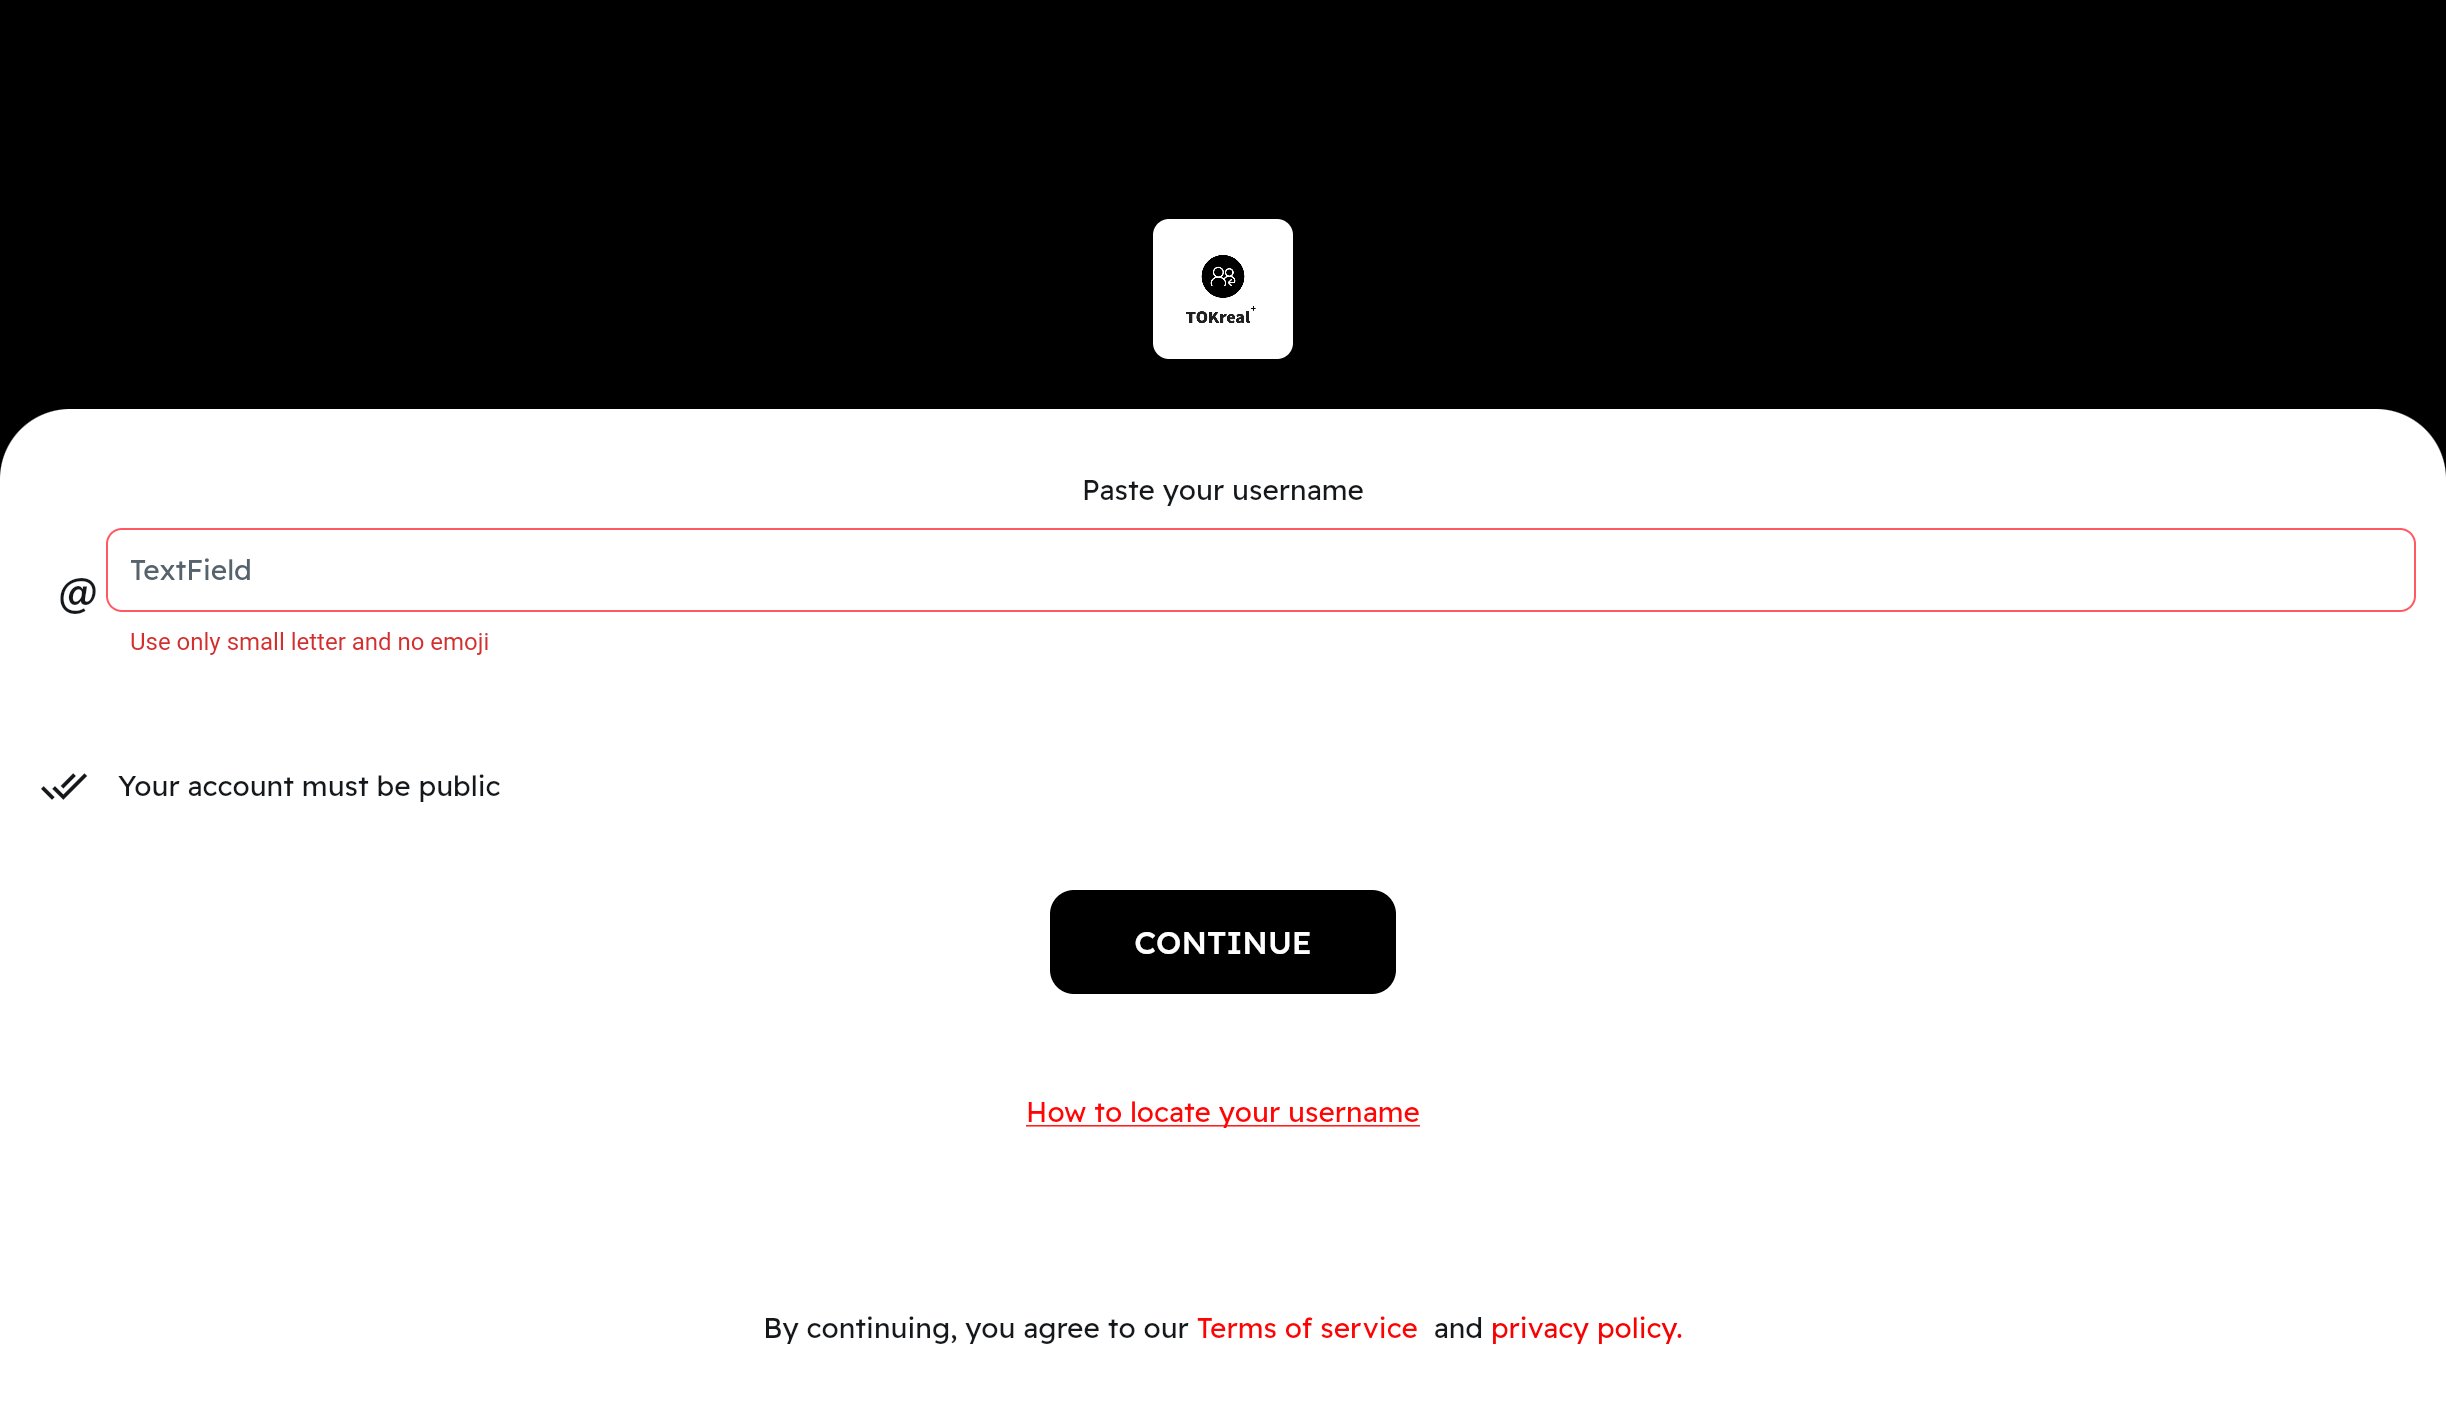 TOKreal+
Paste your username
@
TextField
Use only small letter and no emoji
Your account must be public
CONTINUE
How to locate your username
By continuing, you agree to our Terms of service and privacy policy.